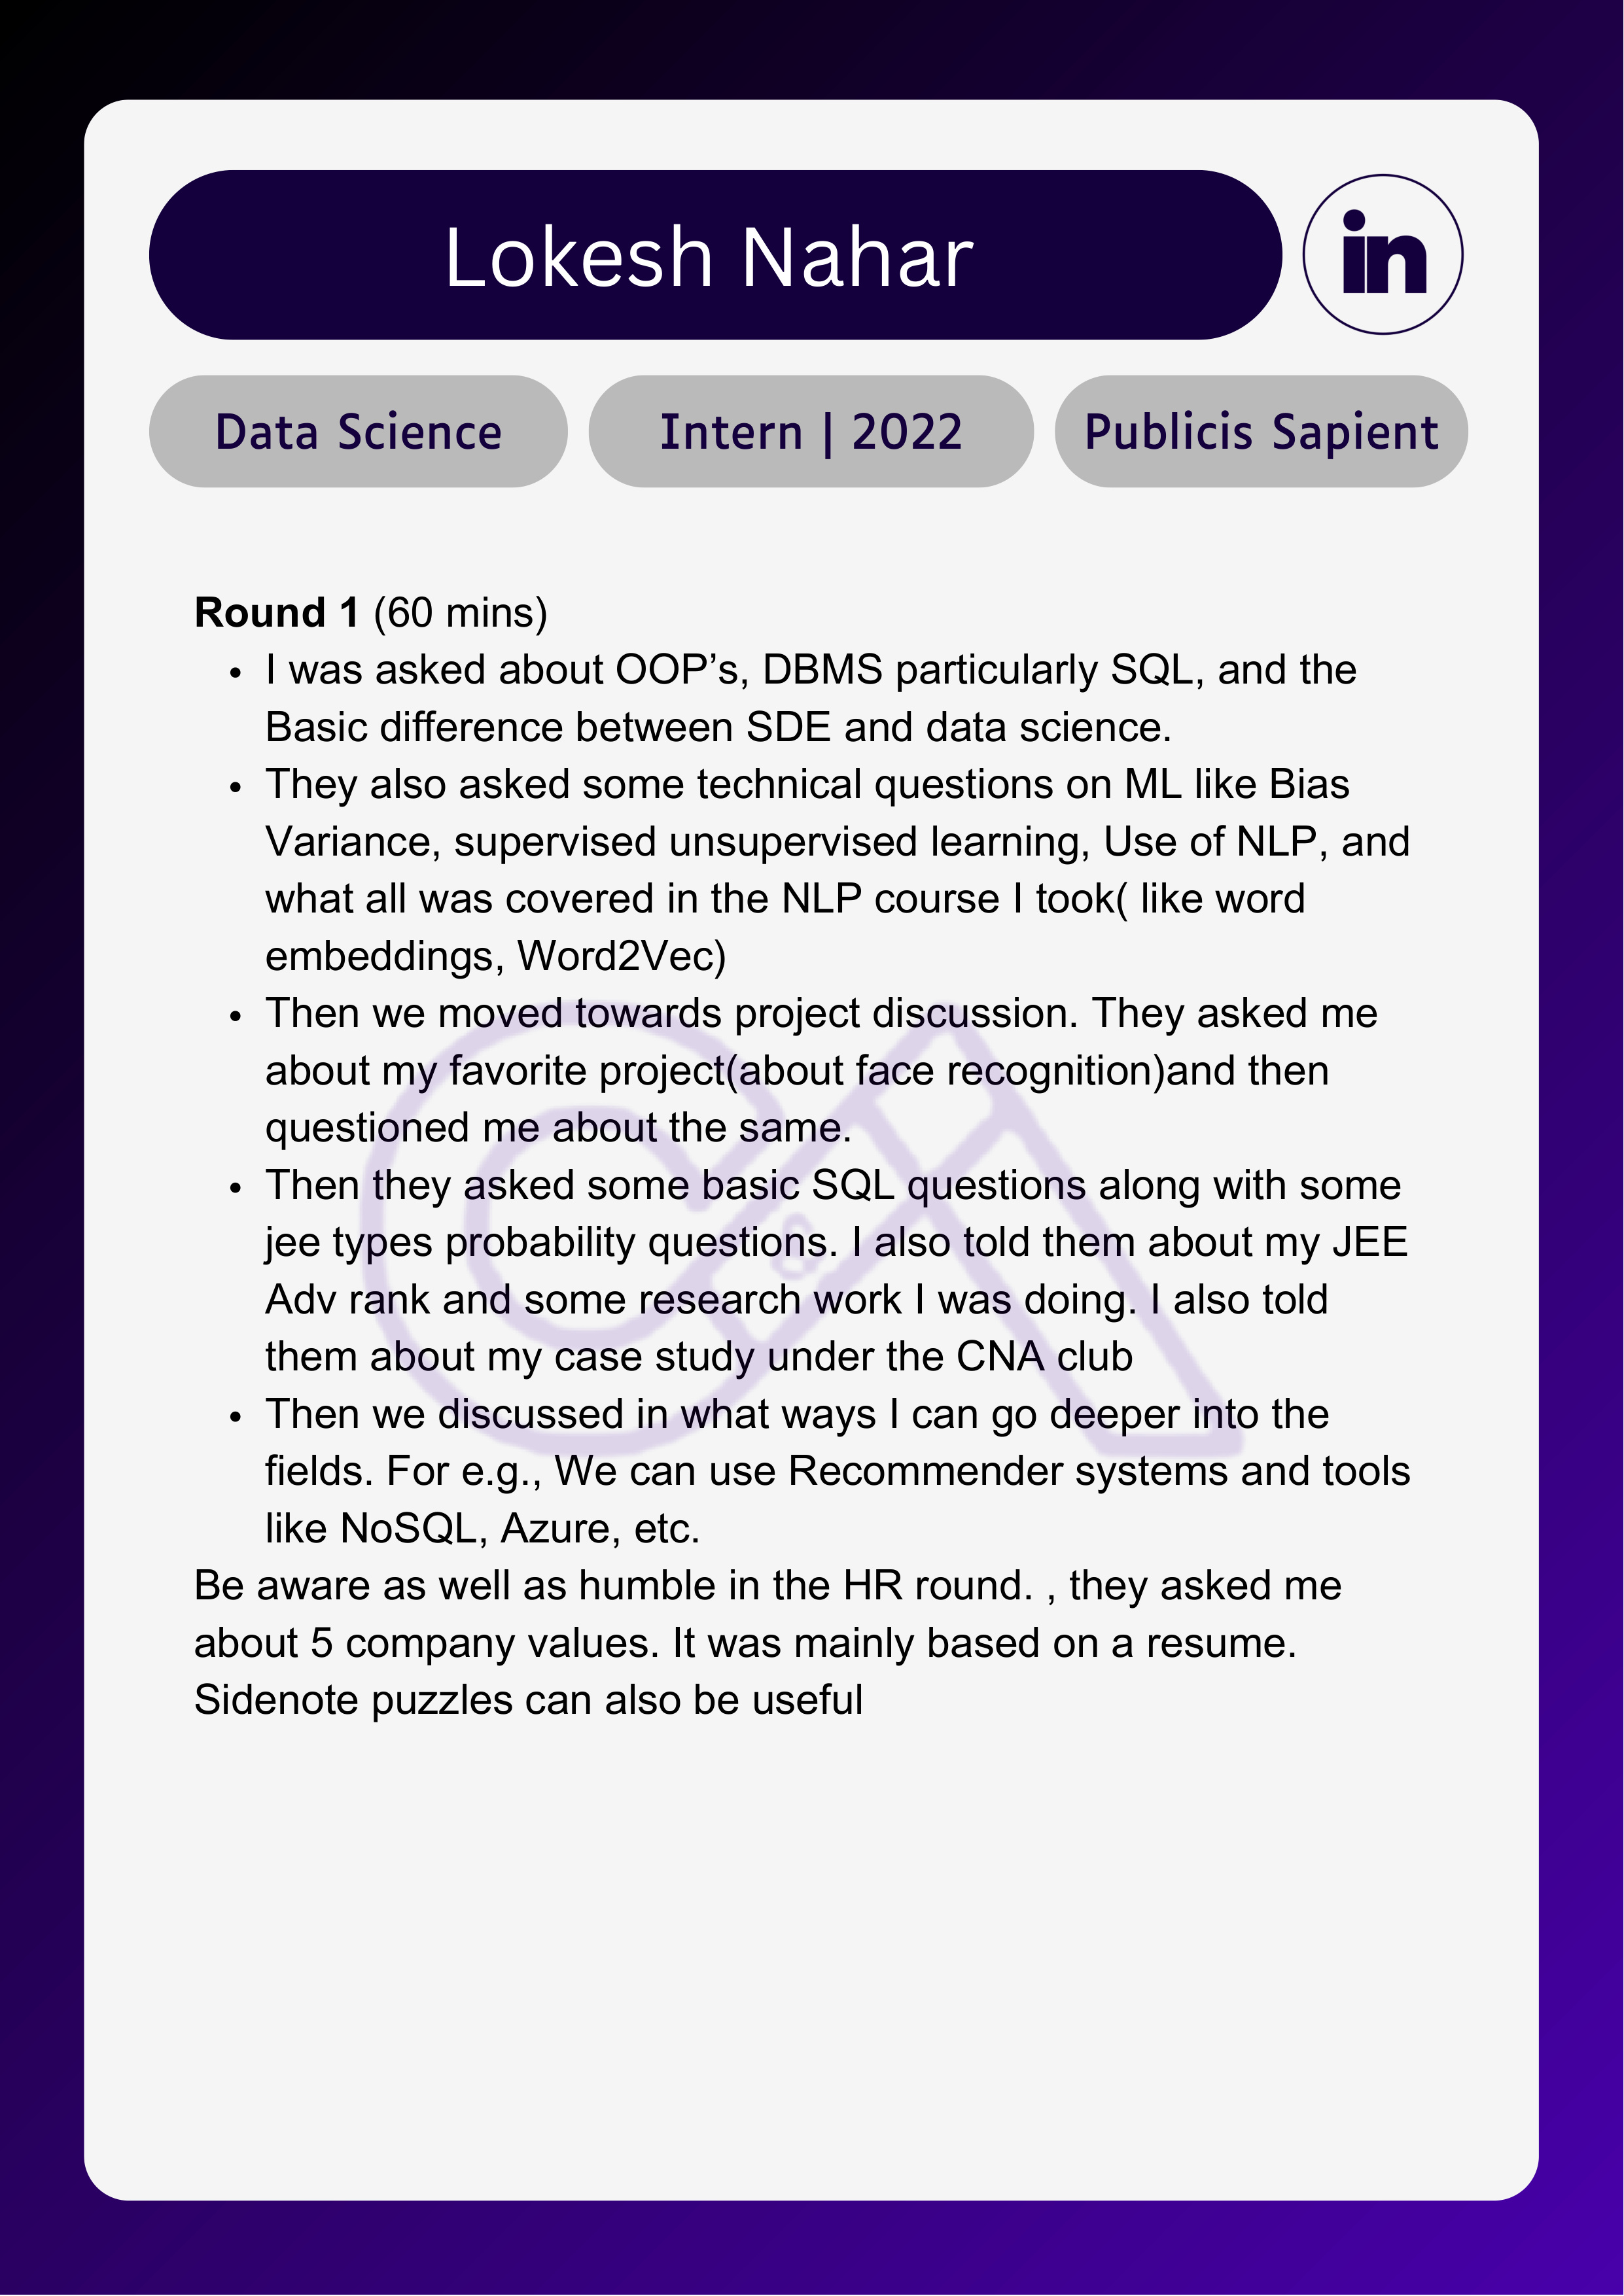 Lokesh Nahar
in
Data Science
Intern | 2022
Publicis Sapient
Round 1 (60 mins)
• I was asked about OOP’s, DBMS particularly SQL, and the
Basic difference between SDE and data science.
• They also asked some technical questions on ML like Bias
Variance, supervised unsupervised learning, Use of NLP, and
what all was covered in the NLP course I took( like word
embeddings, Word2Vec)
• Then we moved towards project discussion. They asked me
about my favorite project(about face recognition)and then
questioned me about the same.
• Then they asked some basic SQL questions along with some
jee types probability questions. I also told them about my JEE
Adv rank and some research work I was doing. I also told
them about my case study under the CNA club
• Then we discussed in what ways I can go deeper into the
fields. For e.g., We can use Recommender systems and tools
like NoSQL, Azure, etc.
Be aware as well as humble in the HR round. , they asked me
about 5 company values. It was mainly based on a resume.
Sidenote puzzles can also be useful